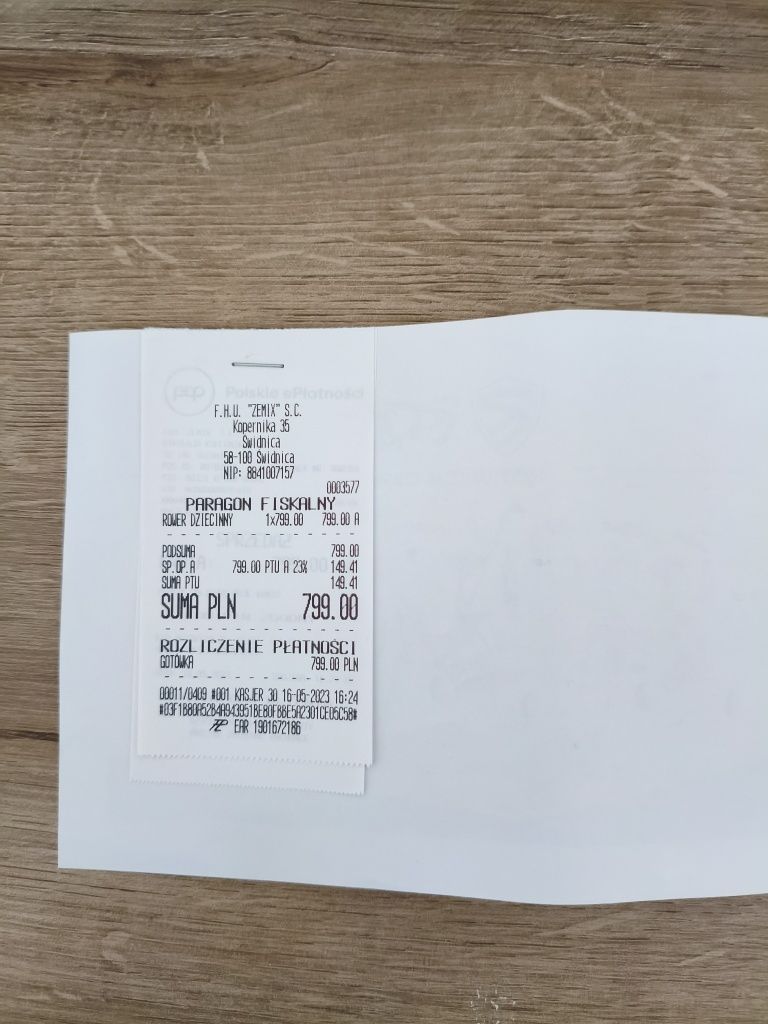 pep Polskie ePłatności
F.H.U. "ZEMIX" S.C.
Kopernika 35
Świdnica
58-100 Świdnica
NIP: 8841007157
0003577
PARAGON FISKALNY
ROWER DZIECINNY 1x799.00 799.00 A
PODSUMA 799.00
SP.OP.A 799.00 PTU A 23% 149.41
SUMA PTU 149.41
SUMA PLN 799.00
ROZLICZENIE PŁATNOŚCI
GOTÓWKA 799.00 PLN
00011/0409 #001 KASJER 30 16-05-2023 16:24
#03F1B80A52B4A943951BE80FBBE5A2301CE05C5B#
EAR 1901672186